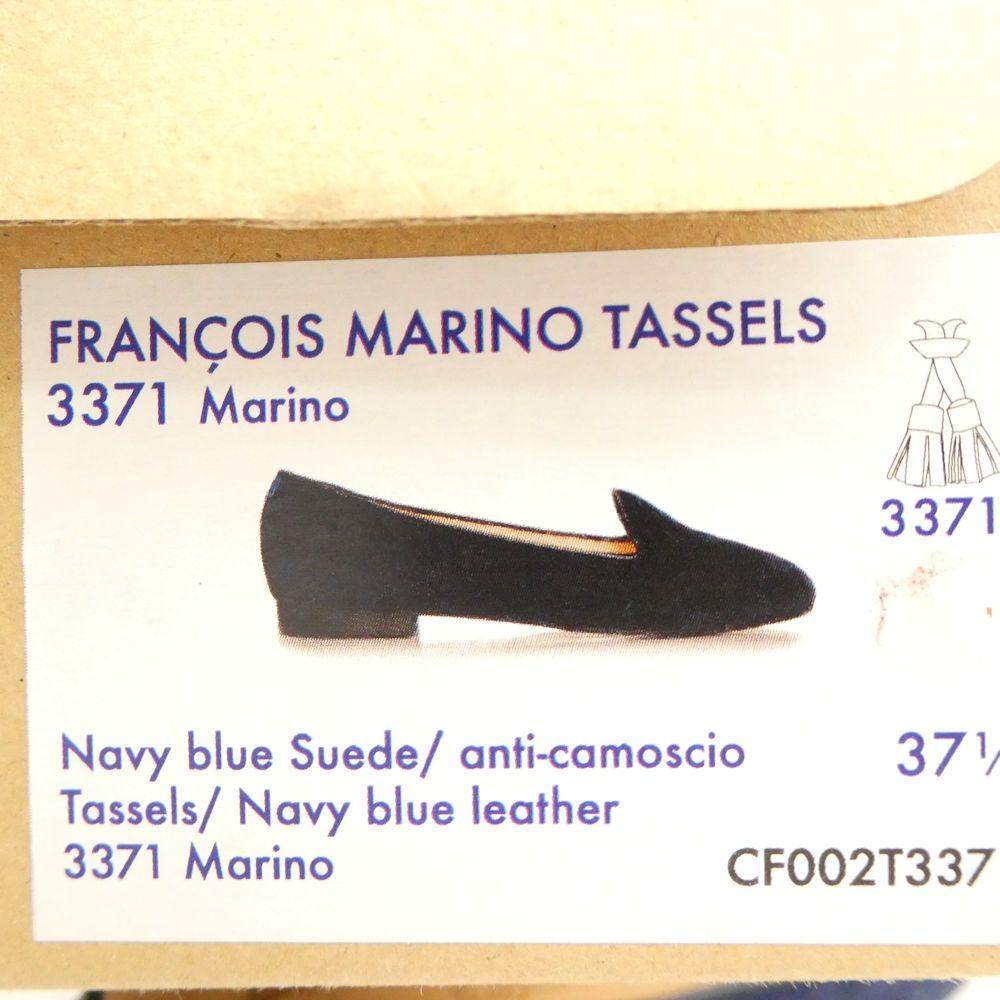 FRANÇOIS MARINO TASSELS
3371 Marino
3371
Navy blue Suede/ anti-camoscio
Tassels/ Navy blue leather
3371 Marino
37
CF002T337